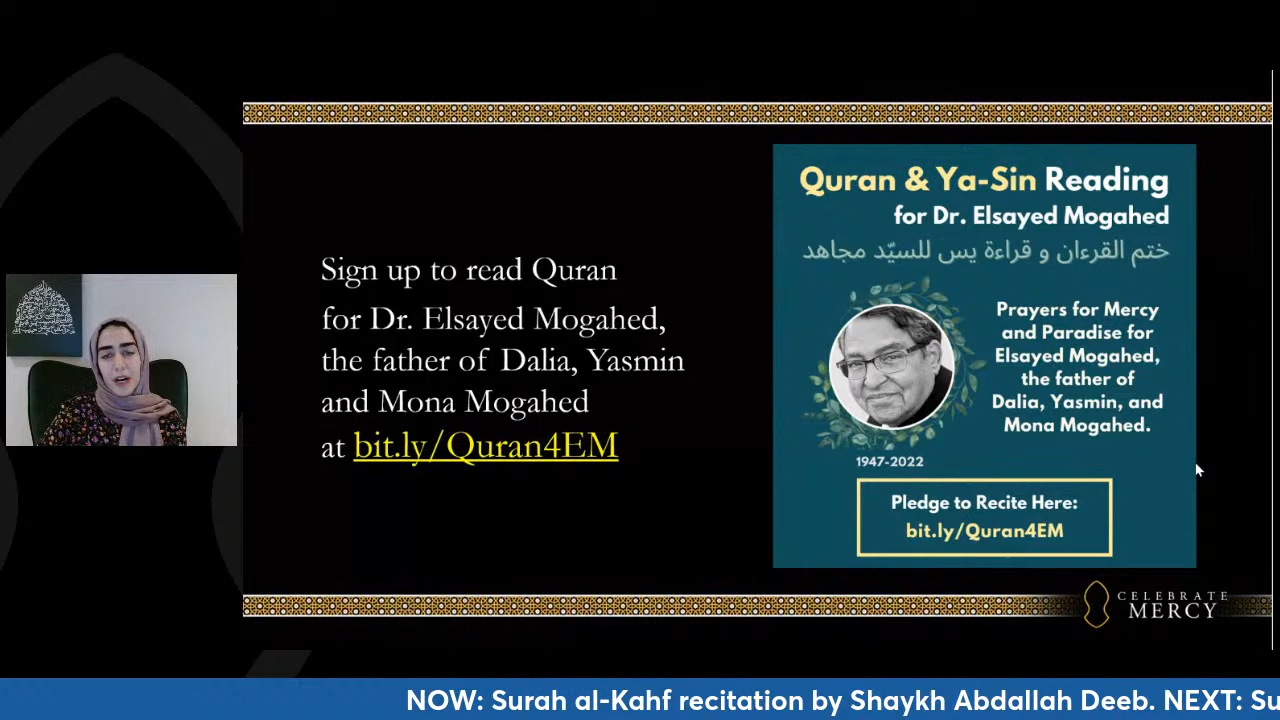 Sign up to read Quran
for Dr. Elsayed Mogahed,
the father of Dalia, Yasmin
and Mona Mogahed
at bit.ly/Quran4EM
Quran & Ya-Sin Reading
for Dr. Elsayed Mogahed
ختم القرءان و قراءة يس للسيّد مجاهد
Prayers for Mercy
and Paradise for
Elsayed Mogahed,
the father of
Dalia, Yasmin, and
Mona Mogahed.
1947-2022
Pledge to Recite Here:
bit.ly/Quran4EM
CELEBRATE
MERCY
NOW: Surah al-Kahf recitation by Shaykh Abdallah Deeb. NEXT: Su